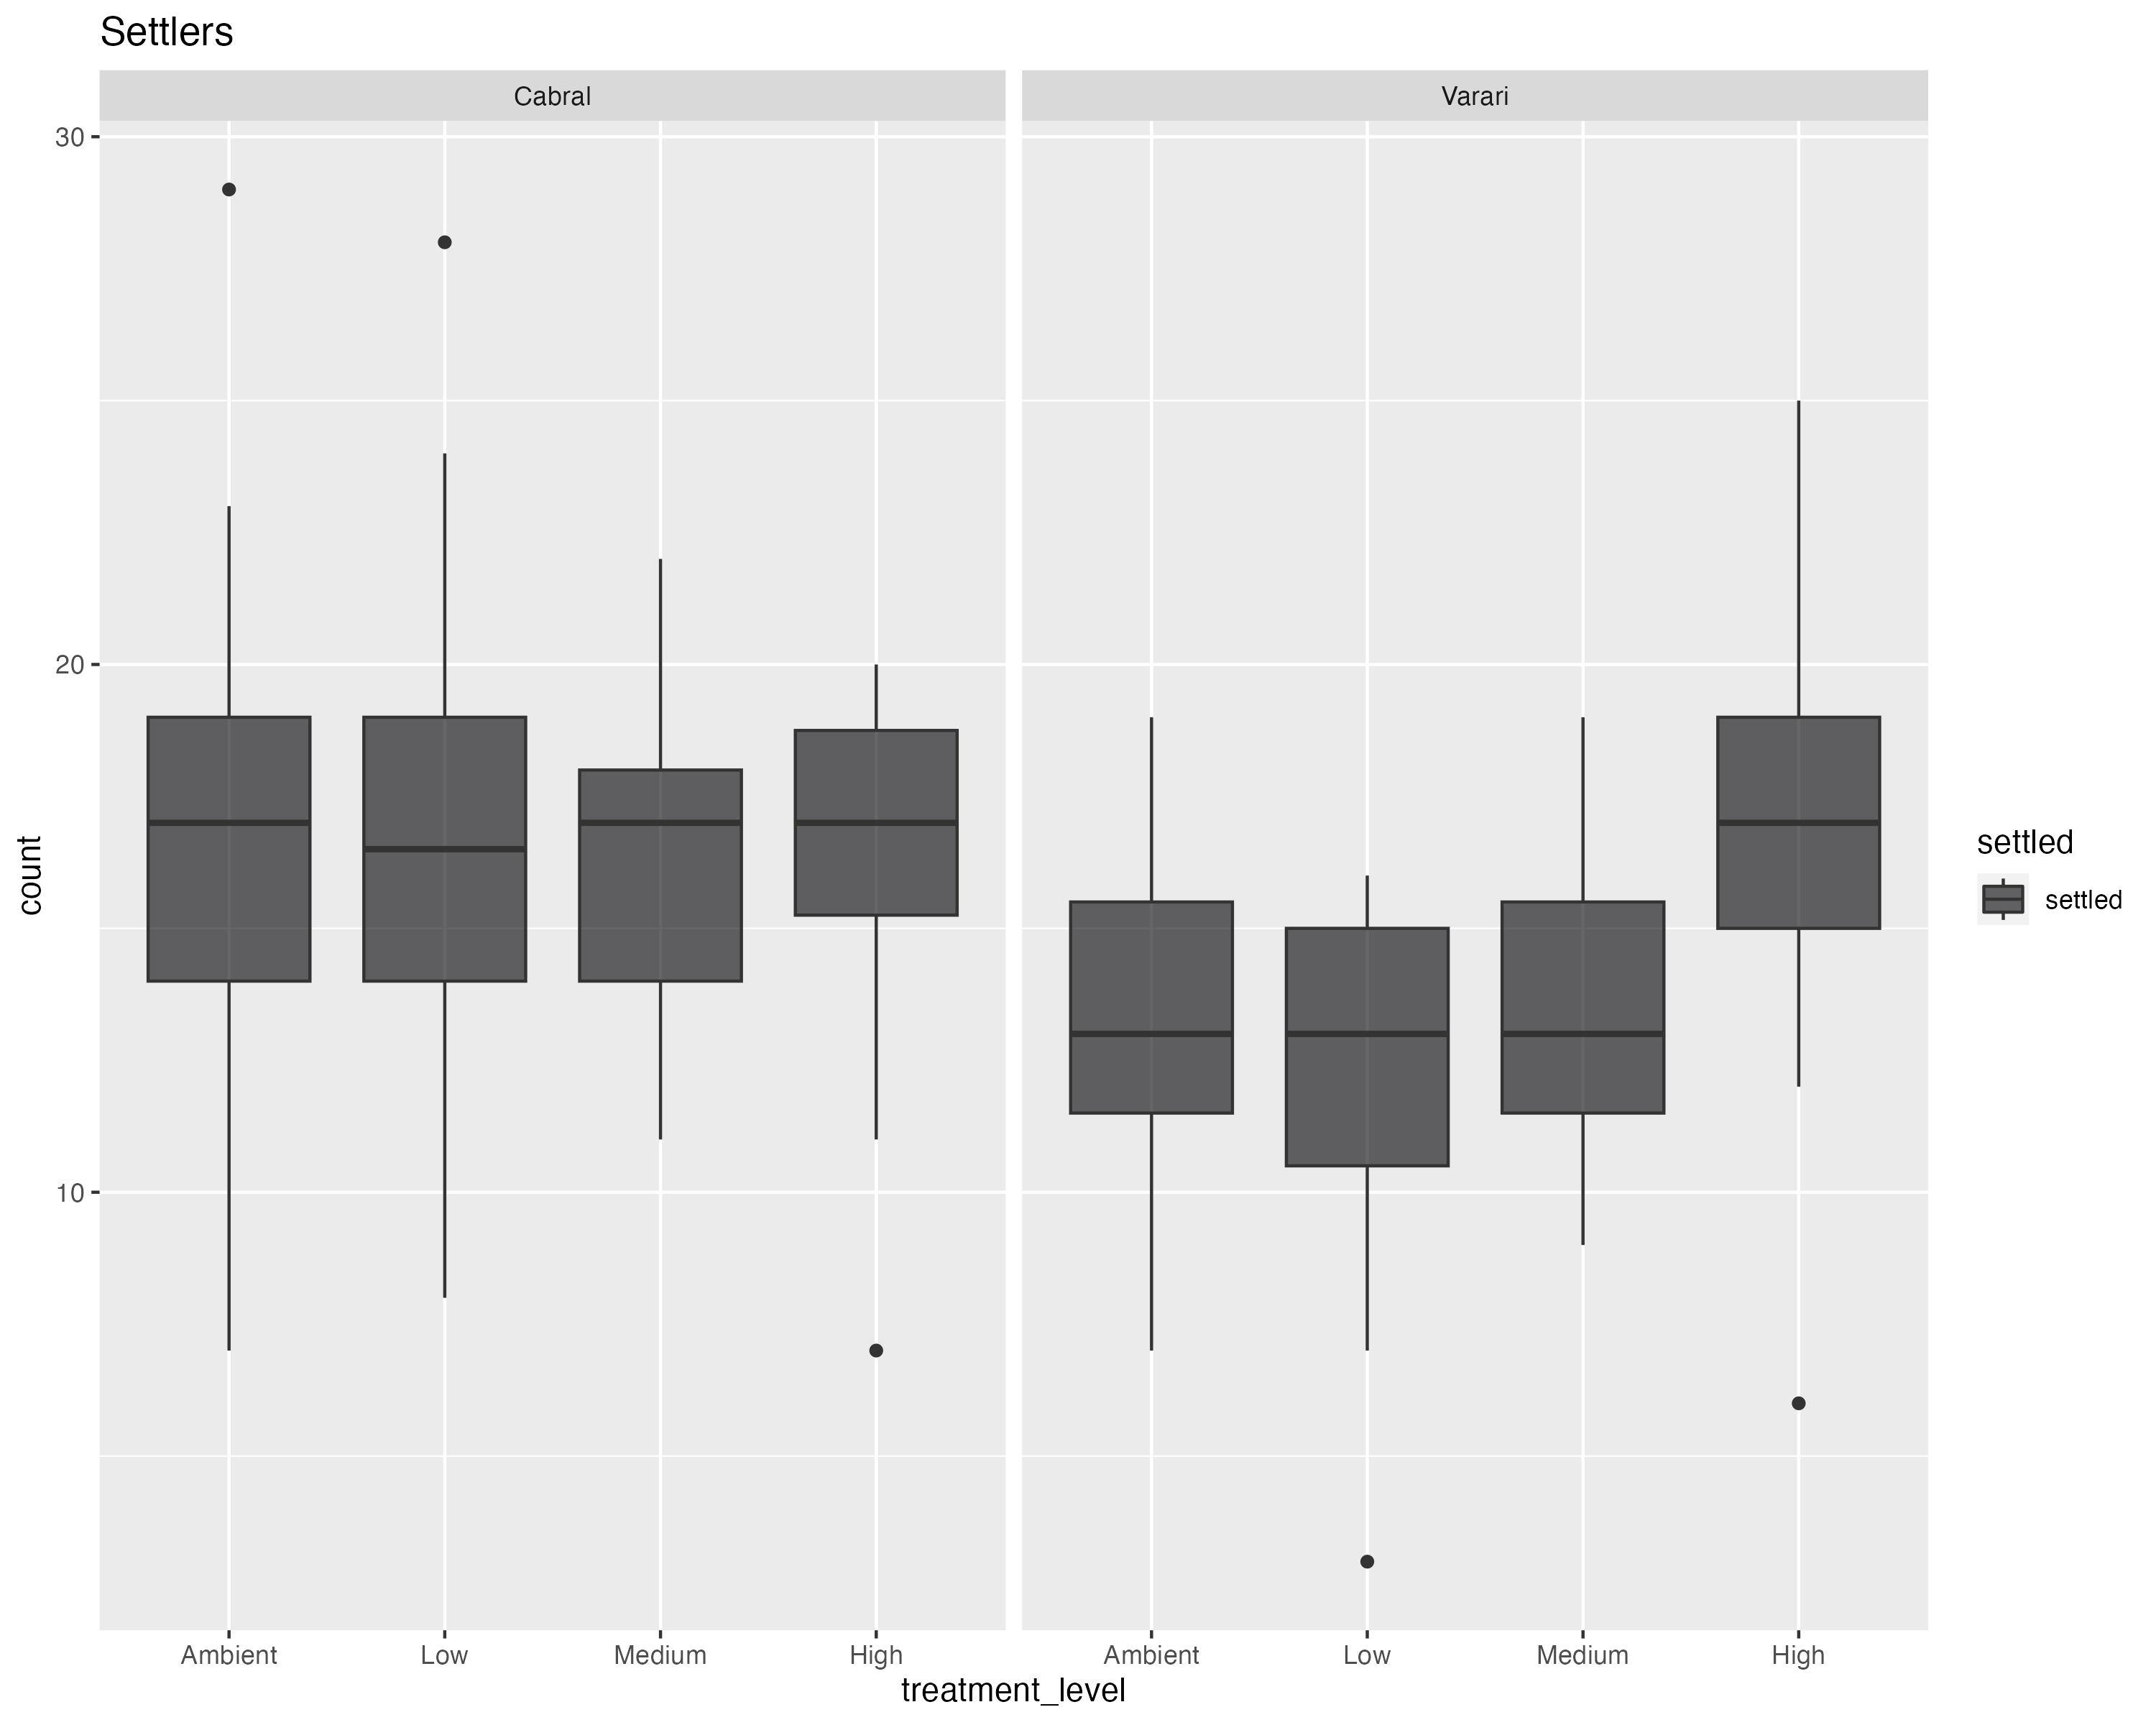 Settlers
Cabral
Varari
30
20
10
count
Ambient Low Medium High
Ambient Low Medium High
treatment_level
settled
settled